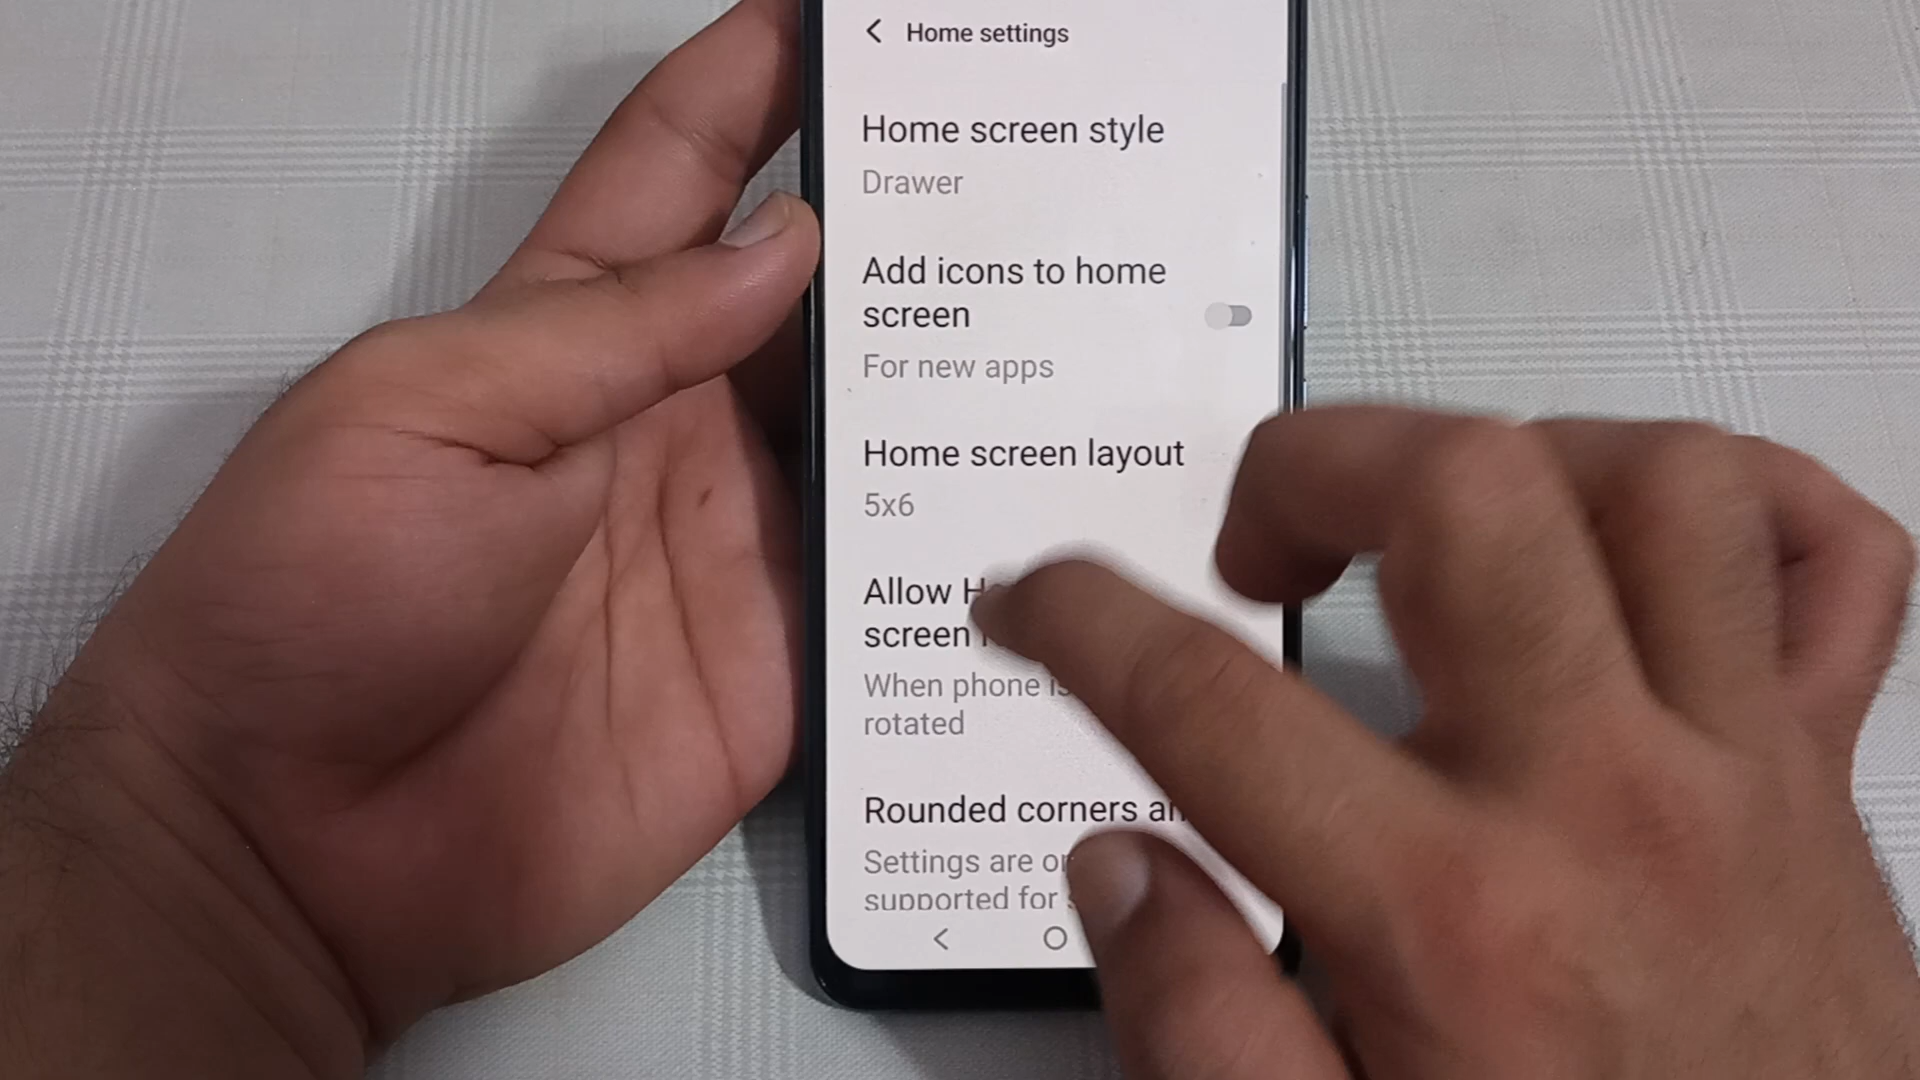 Home settings
Home screen style
Drawer
Add icons to home
screen
For new apps
Home screen layout
5x6
Allow
screen
When phone is
rotated
Rounded corners
Settings are
supported for